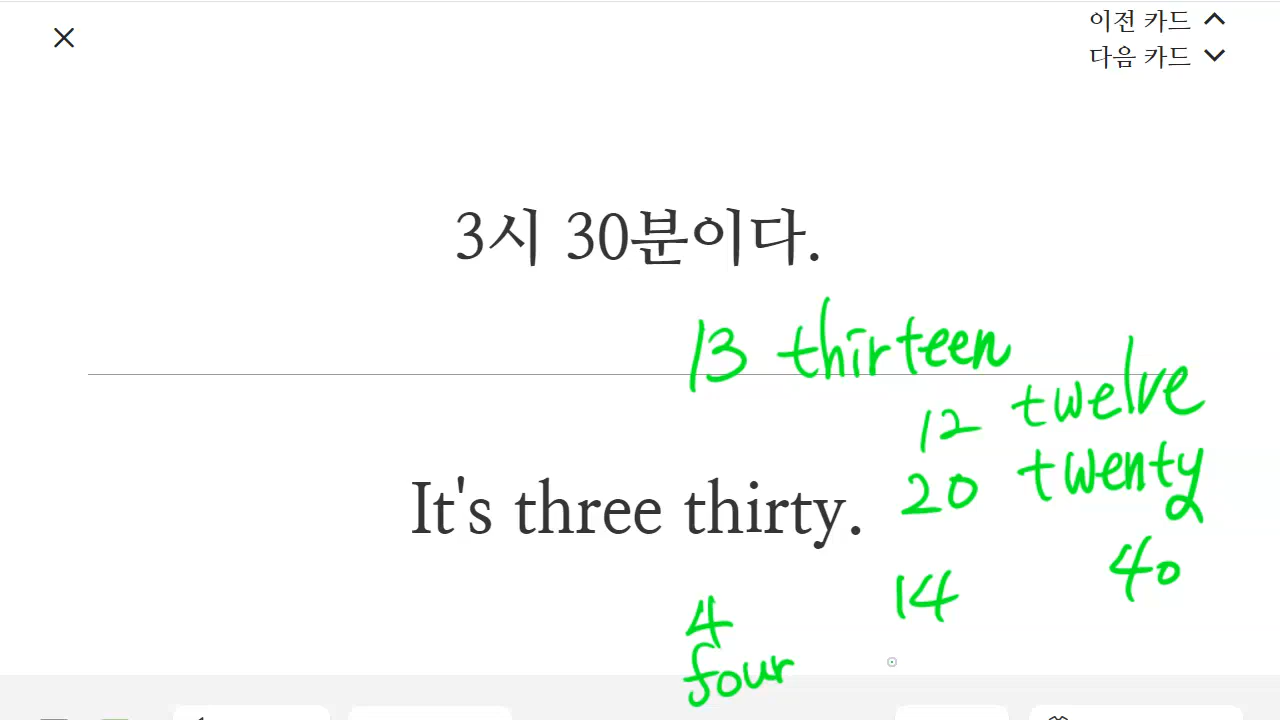 이전 카드
다음 카드
3시 30분이다.
13 thirteen
12 twelve
20 twenty
It's three thirty.
14
40
4
four